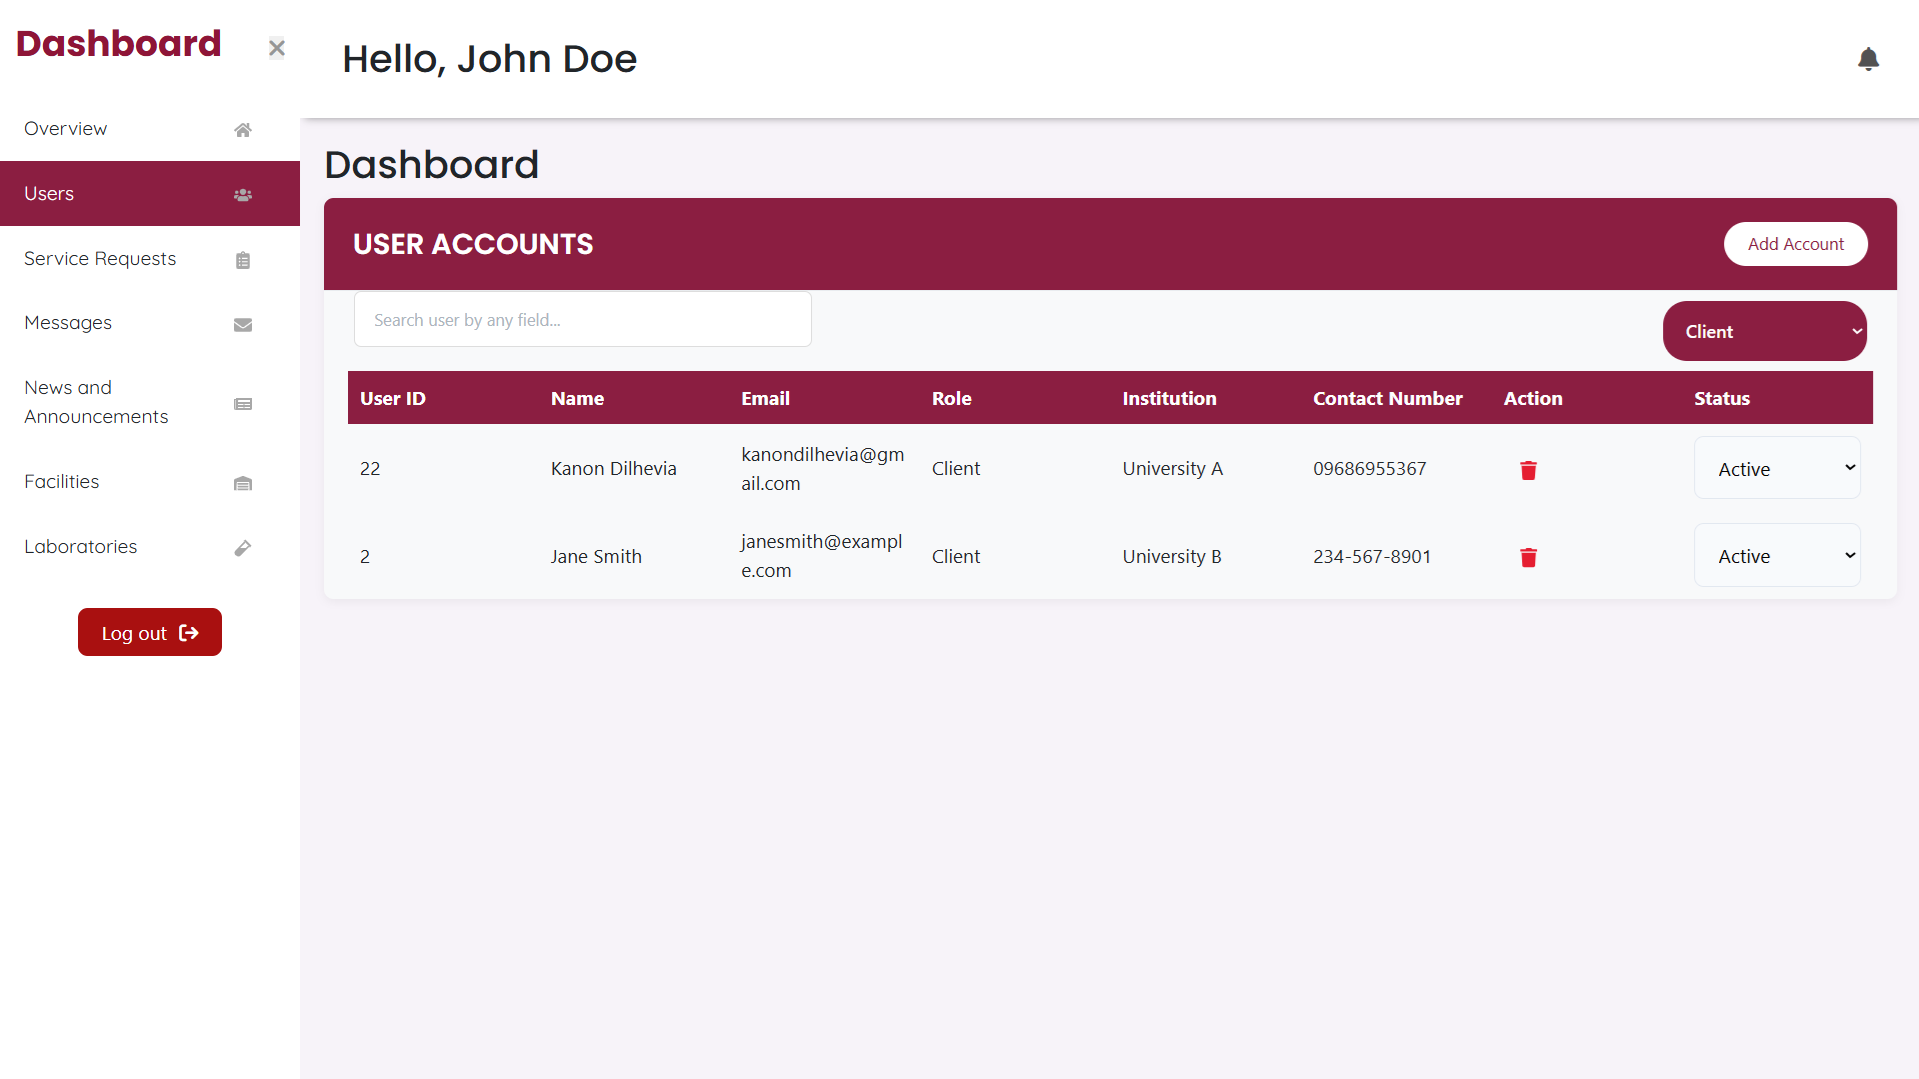 Dashboard
Hello, John Doe
Overview
Users
Service Requests
Messages
News and
Announcements
Facilities
Laboratories
Log out
Dashboard
USER ACCOUNTS
Add Account
Search user by any field...
Client
User ID Name Email Role Institution Contact Number Action Status
22 Kanon Dilhevia kanondilhevia@gm Client University A 09686955367 Active
ail.com
2 Jane Smith janesmith@exampl Client University B 234-567-8901 Active
e.com